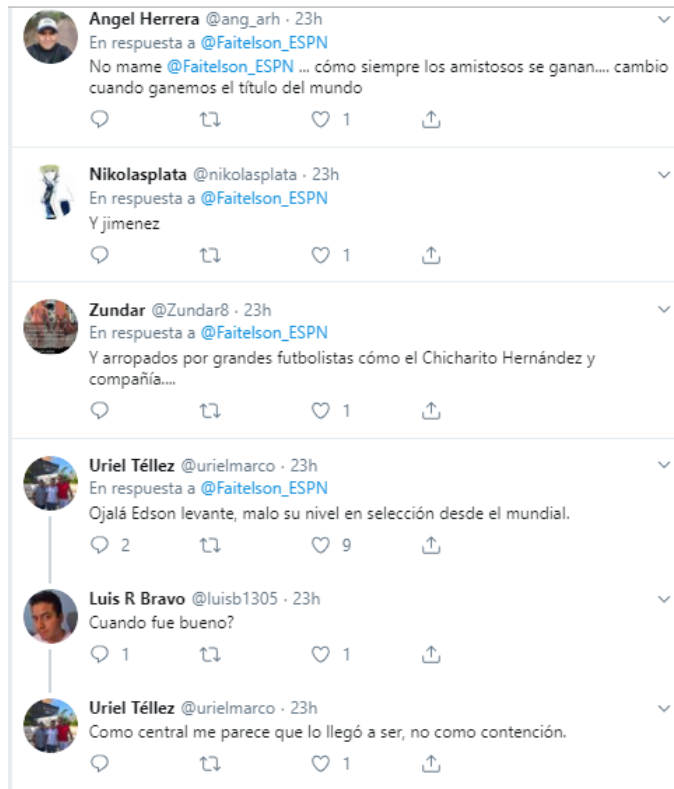 Angel Herrera @ang_arh · 23h
En respuesta a @Faitelson_ESPN
No mame @Faitelson_ESPN ... cómo siempre los amistosos se ganan.... cambio
cuando ganemos el título del mundo
1
Nikolasplata @nikolasplata · 23h
En respuesta a @Faitelson_ESPN
Y jimenez
1
Zundar @Zundar8 · 23h
En respuesta a @Faitelson_ESPN
Y arropados por grandes futbolistas cómo el Chicharito Hernández y
compañía....
1
Uriel Téllez @urielmarco · 23h
En respuesta a @Faitelson_ESPN
Ojalá Edson levante, malo su nivel en selección desde el mundial.
2 9
Luis R Bravo @luisb1305 · 23h
Cuando fue bueno?
1 1
Uriel Téllez @urielmarco · 23h
Como central me parece que lo llegó a ser, no como contención.
1